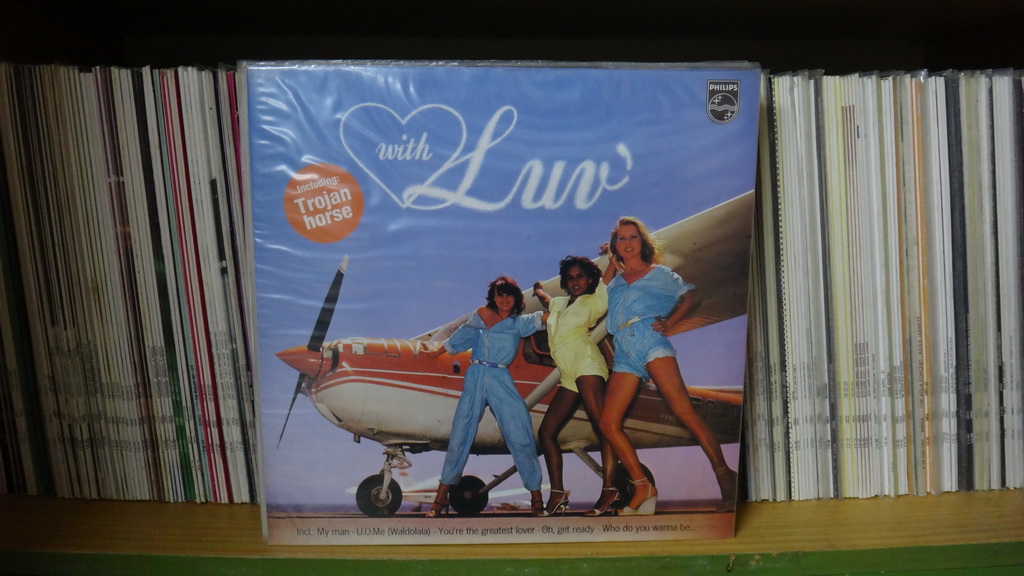 with Luv'
PHILIPS
Including:
Trojan
horse
Incl. My man · U.O.Me (Waldolala) · You're the greatest lover · Oh, get ready · Who do you wanna be..